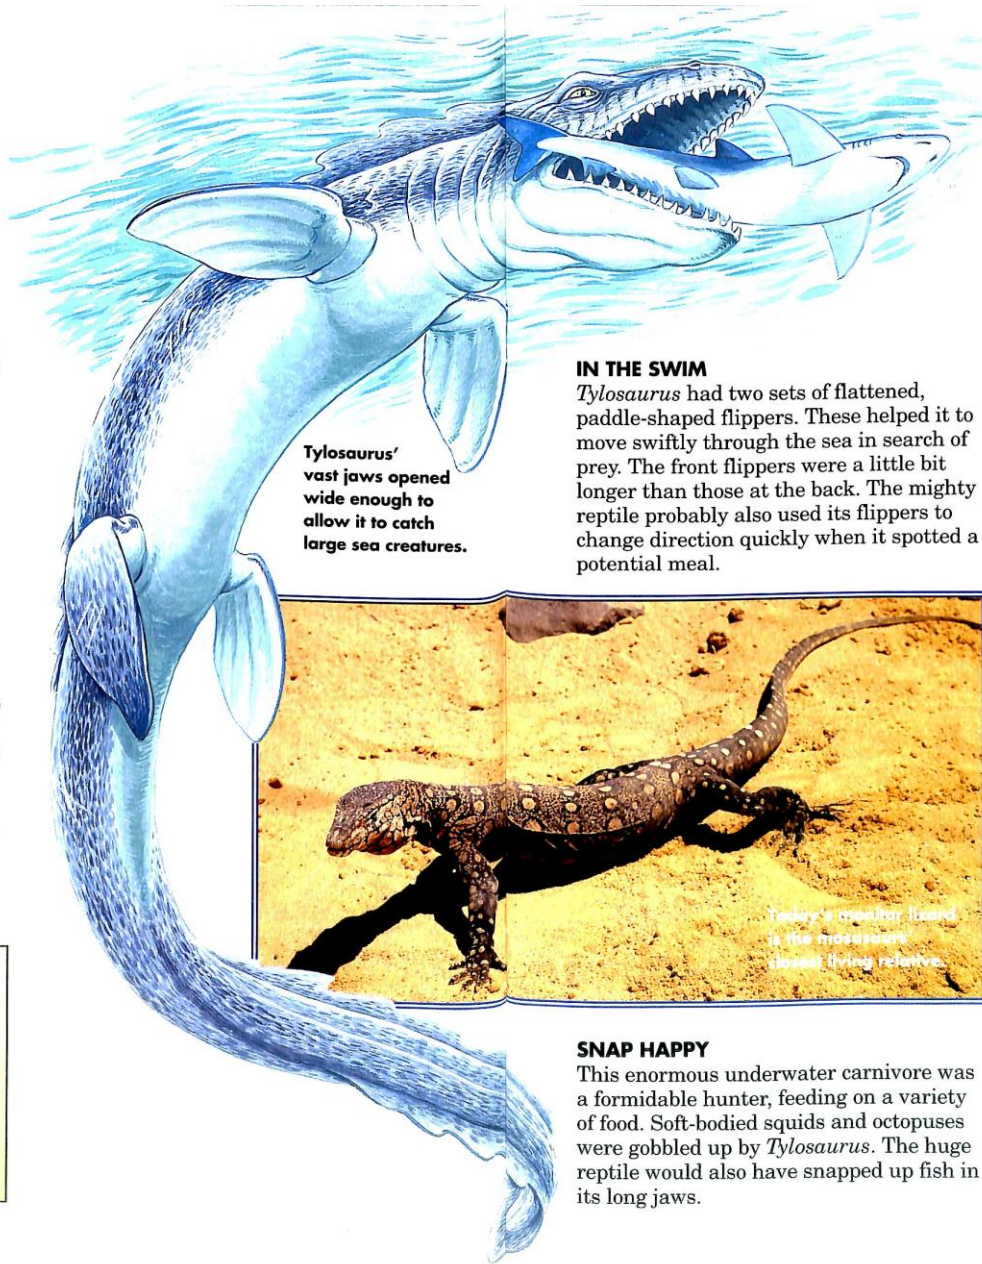 IN THE SWIM
Tylosaurus had two sets of flattened,
paddle-shaped flippers. These helped it to
move swiftly through the sea in search of
prey. The front flippers were a little bit
longer than those at the back. The mighty
reptile probably also used its flippers to
change direction quickly when it spotted a
potential meal.
Tylosaurus'
vast jaws opened
wide enough to
allow it to catch
large sea creatures.
Today's monitor lizard
is the mosasaurs'
closest living relative.
SNAP HAPPY
This enormous underwater carnivore was
a formidable hunter, feeding on a variety
of food. Soft-bodied squids and octopuses
were gobbled up by Tylosaurus. The huge
reptile would also have snapped up fish in
its long jaws.